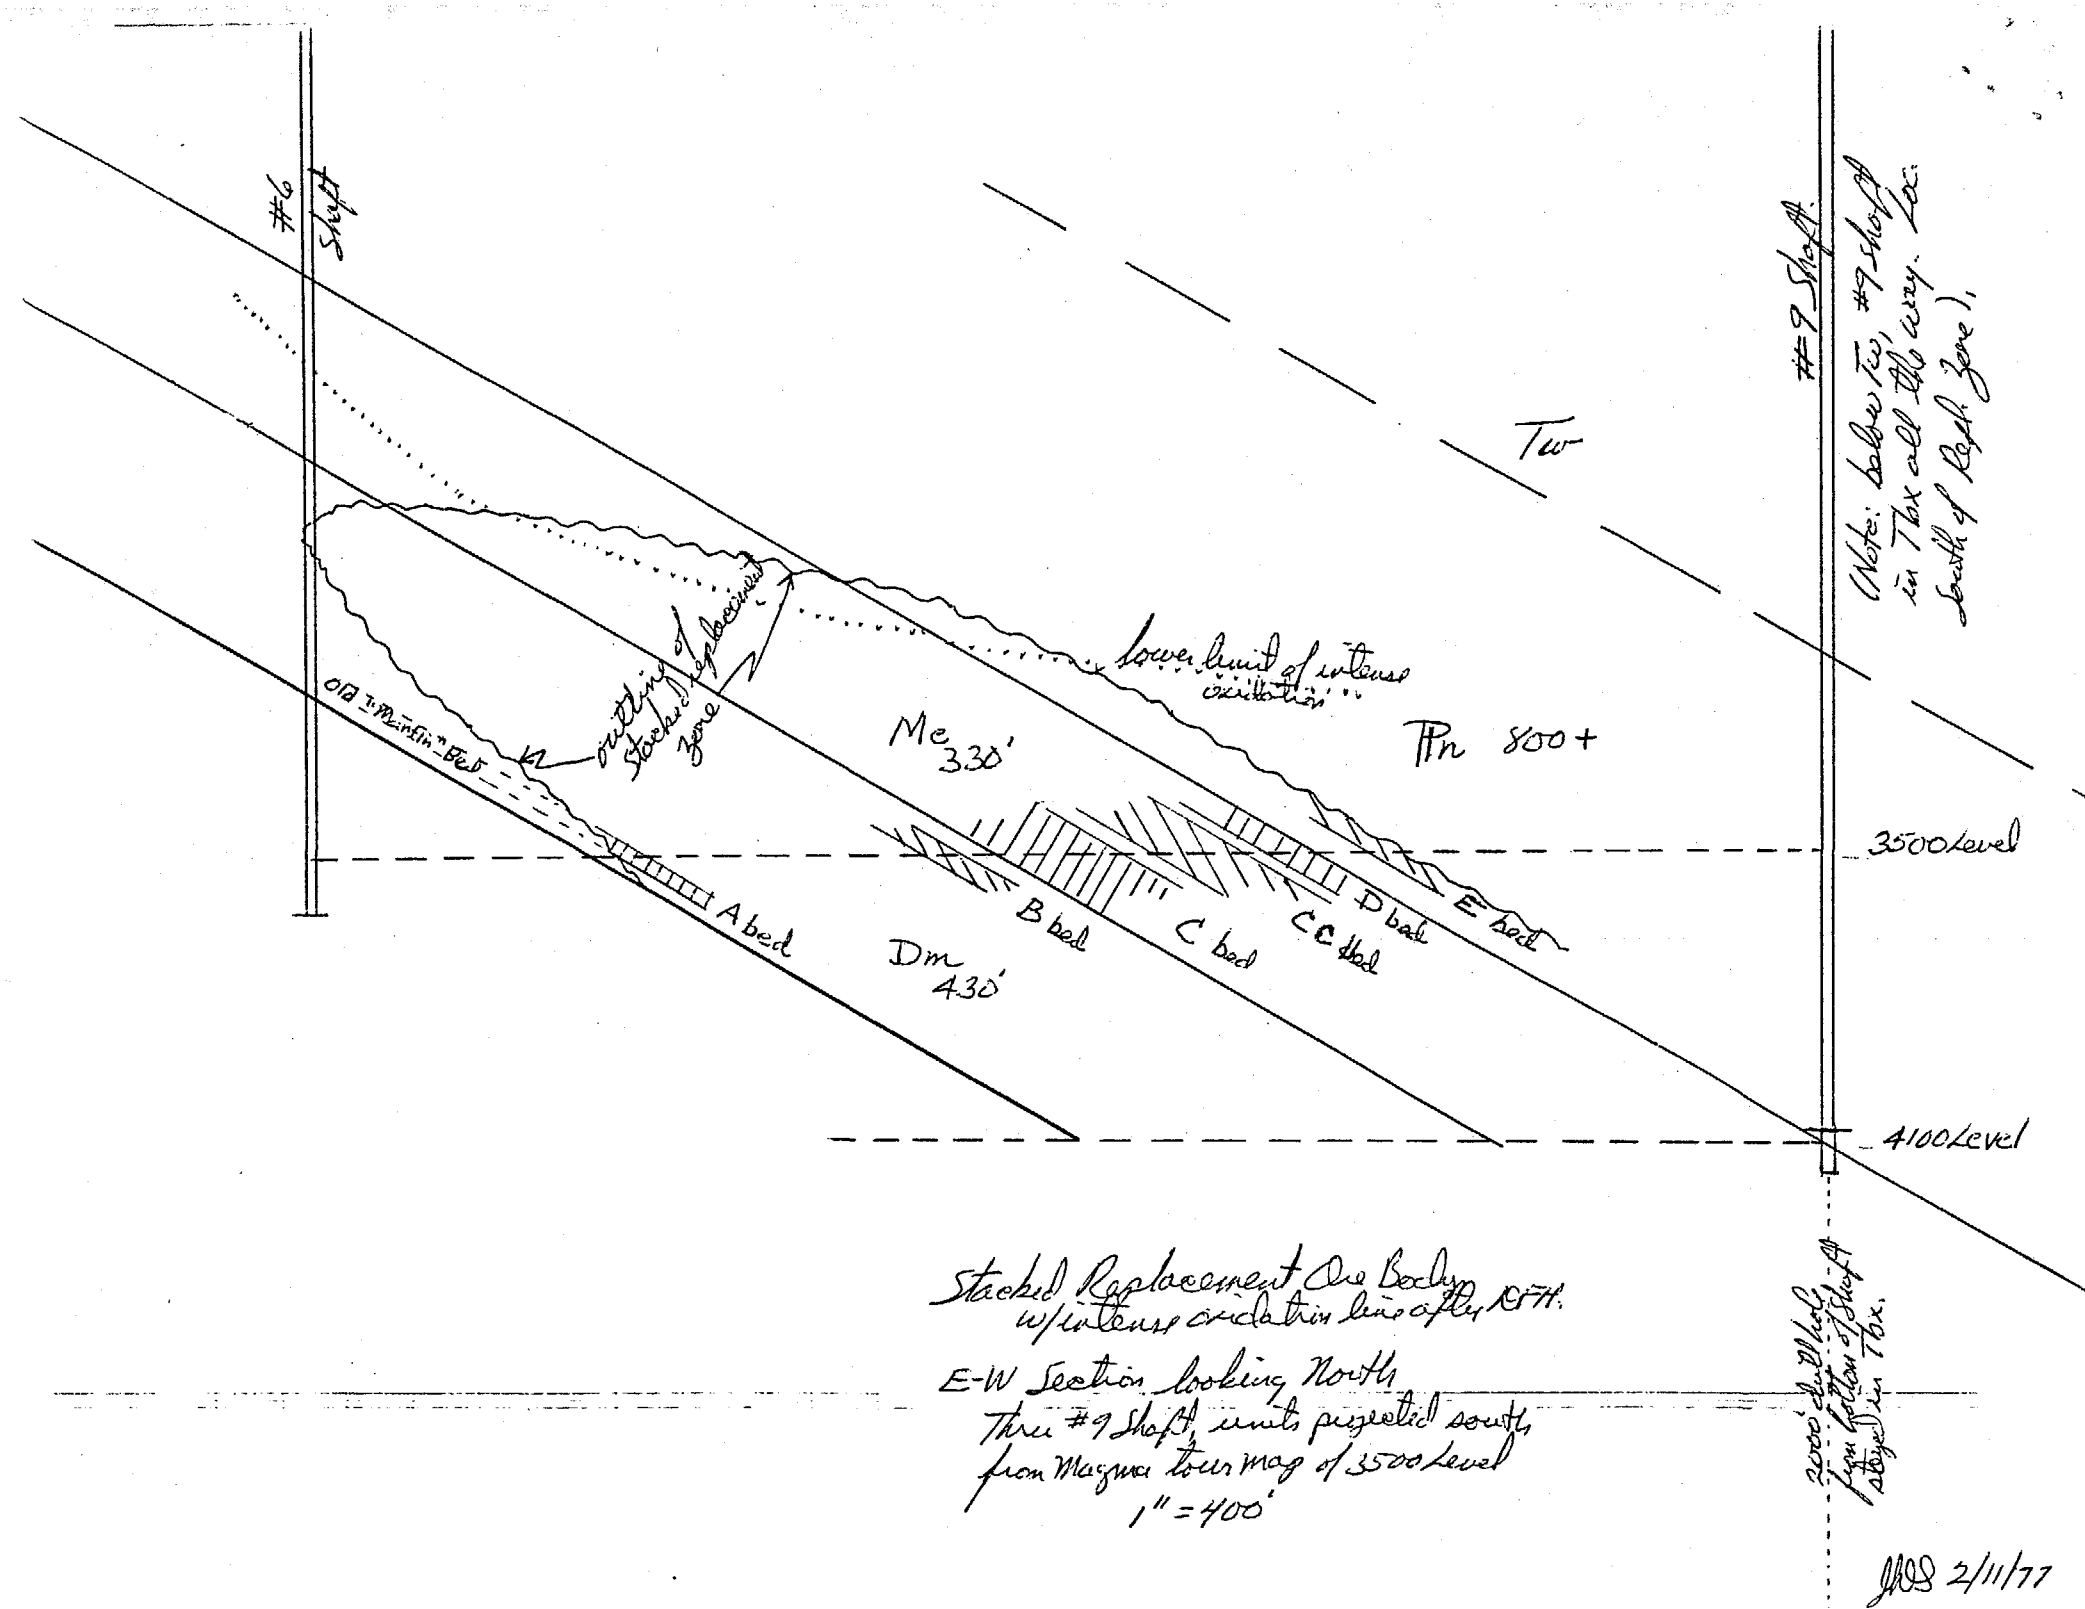 #6
Shaft
#9 Shaft
(Note: below Tw, #9 shaft
in Tbx all the way. Loc.
South of Repl. Zone).
Tw
outline of
Stacked replacement
zone
Lower limit of intense
oxidation
Old "Manfin" Bed
Me
330'
ℙn 800+
3500 Level
A bed
B bed
C bed
CC Bed
D bed
E bed
Dm
430'
4100 Level
Stacked Replacement Ore Body
w/intense oxidation line after
E-W Section looking North
Thru #9 Shaft, units projected south
from Magma tour map of 3500 Level
1" = 400'
2000' drill hole
from bottom of shaft
stayed in Tbx.
2/11/77